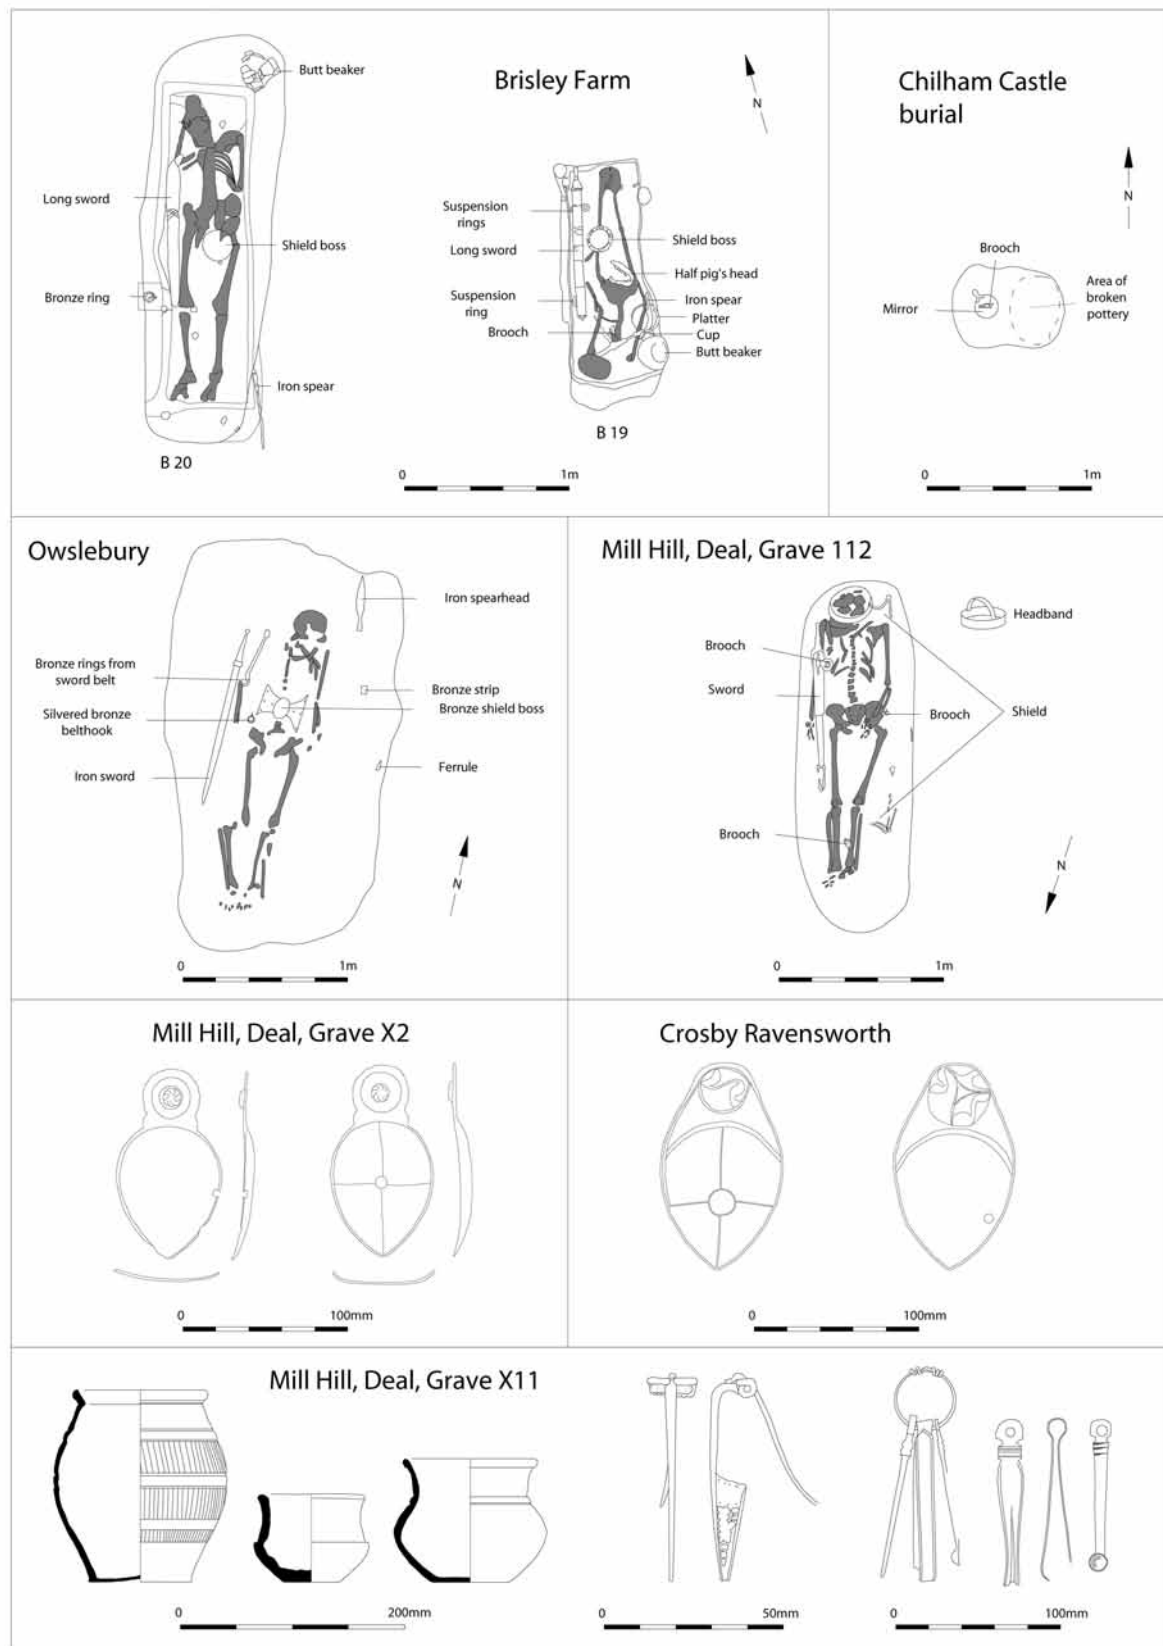 Brisley Farm
Butt beaker
Long sword
Shield boss
Bronze ring
Iron spear
B 20
N
Suspension
rings
Long sword
Suspension
ring
Brooch
Shield boss
Half pig's head
Iron spear
Platter
Cup
Butt beaker
B 19
0 1m
Chilham Castle
burial
N
Brooch
Mirror
Area of
broken
pottery
0 1m
Owslebury
Iron spearhead
Bronze rings from
sword belt
Silvered bronze
belthook
Iron sword
Bronze strip
Bronze shield boss
Ferrule
N
0 1m
Mill Hill, Deal, Grave 112
Headband
Brooch
Sword
Brooch
Shield
Brooch
N
0 1m
Mill Hill, Deal, Grave X2
0 100mm
Crosby Ravensworth
0 100mm
Mill Hill, Deal, Grave X11
0 200mm
0 50mm
0 100mm